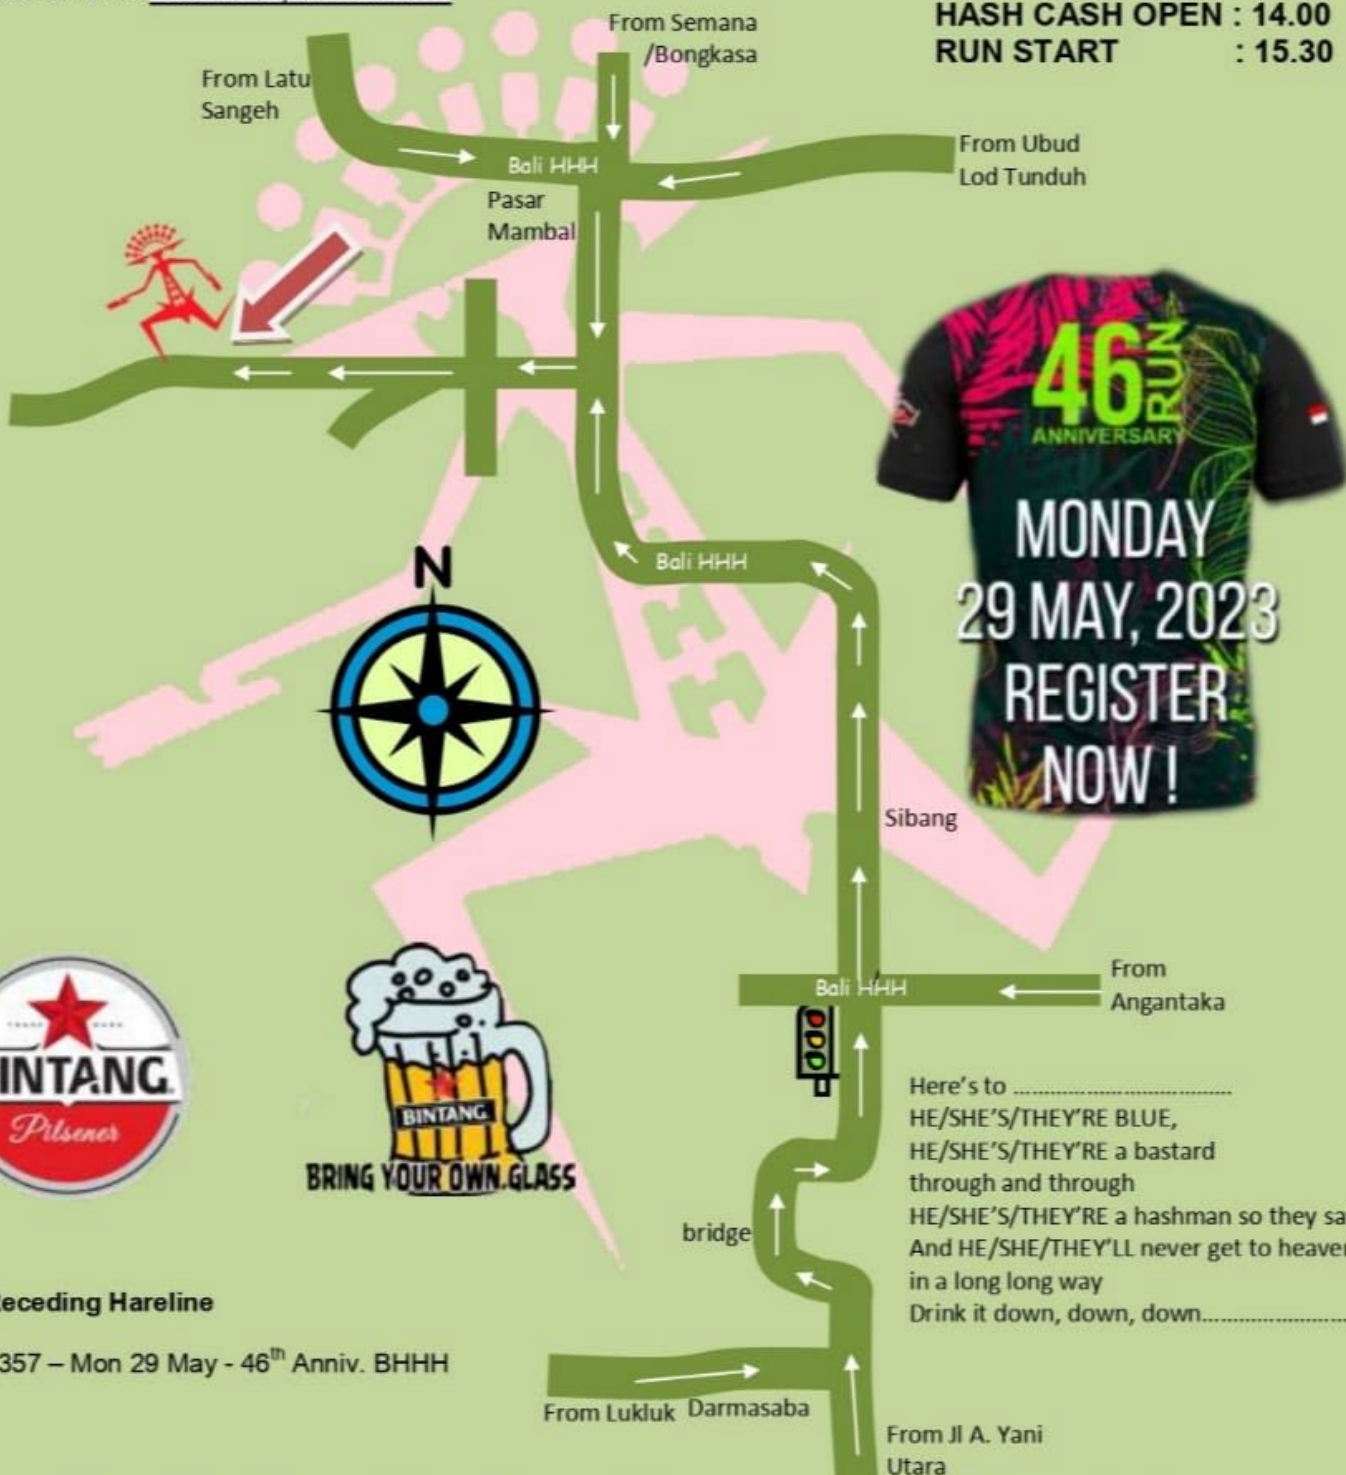 HASH CASH OPEN : 14.00
RUN START : 15.30
From Semana
/Bongkasa
From Latu
Sangeh
From Ubud
Lod Tunduh
Bali HHH
Pasar
Mambal
46 RUN
ANNIVERSARY
MONDAY
29 MAY, 2023
REGISTER
NOW !
N
Bali HHH
Sibang
From
Angantaka
Bali HHH
INTANG
Pilsener
BINTANG
BRING YOUR OWN GLASS
Here's to ......................................
HE/SHE'S/THEY'RE BLUE,
HE/SHE'S/THEY'RE a bastard
through and through
HE/SHE'S/THEY'RE a hashman so they sa
And HE/SHE/THEY'LL never get to heaven
in a long long way
Drink it down, down, down.........................
bridge
eceding Hareline
357 – Mon 29 May - 46th Anniv. BHHH
From Lukluk Darmasaba
From Jl A. Yani
Utara